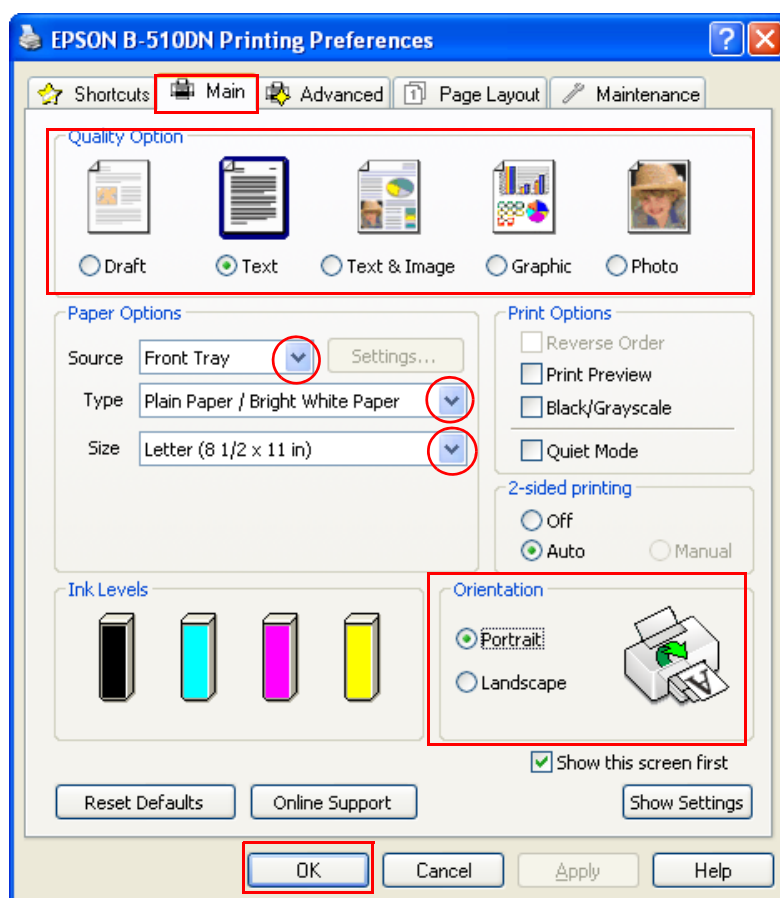 EPSON B-510DN Printing Preferences
Shortcuts Main Advanced Page Layout Maintenance
Quality Option
Draft Text Text & Image Graphic Photo
Paper Options
Source Front Tray Settings...
Type Plain Paper / Bright White Paper
Size Letter (8 1/2 x 11 in)
Print Options
Reverse Order
Print Preview
Black/Grayscale
Quiet Mode
2-sided printing
Off
Auto Manual
Ink Levels
Orientation
Portrait
Landscape
A
Show this screen first
Reset Defaults Online Support Show Settings
OK Cancel Apply Help